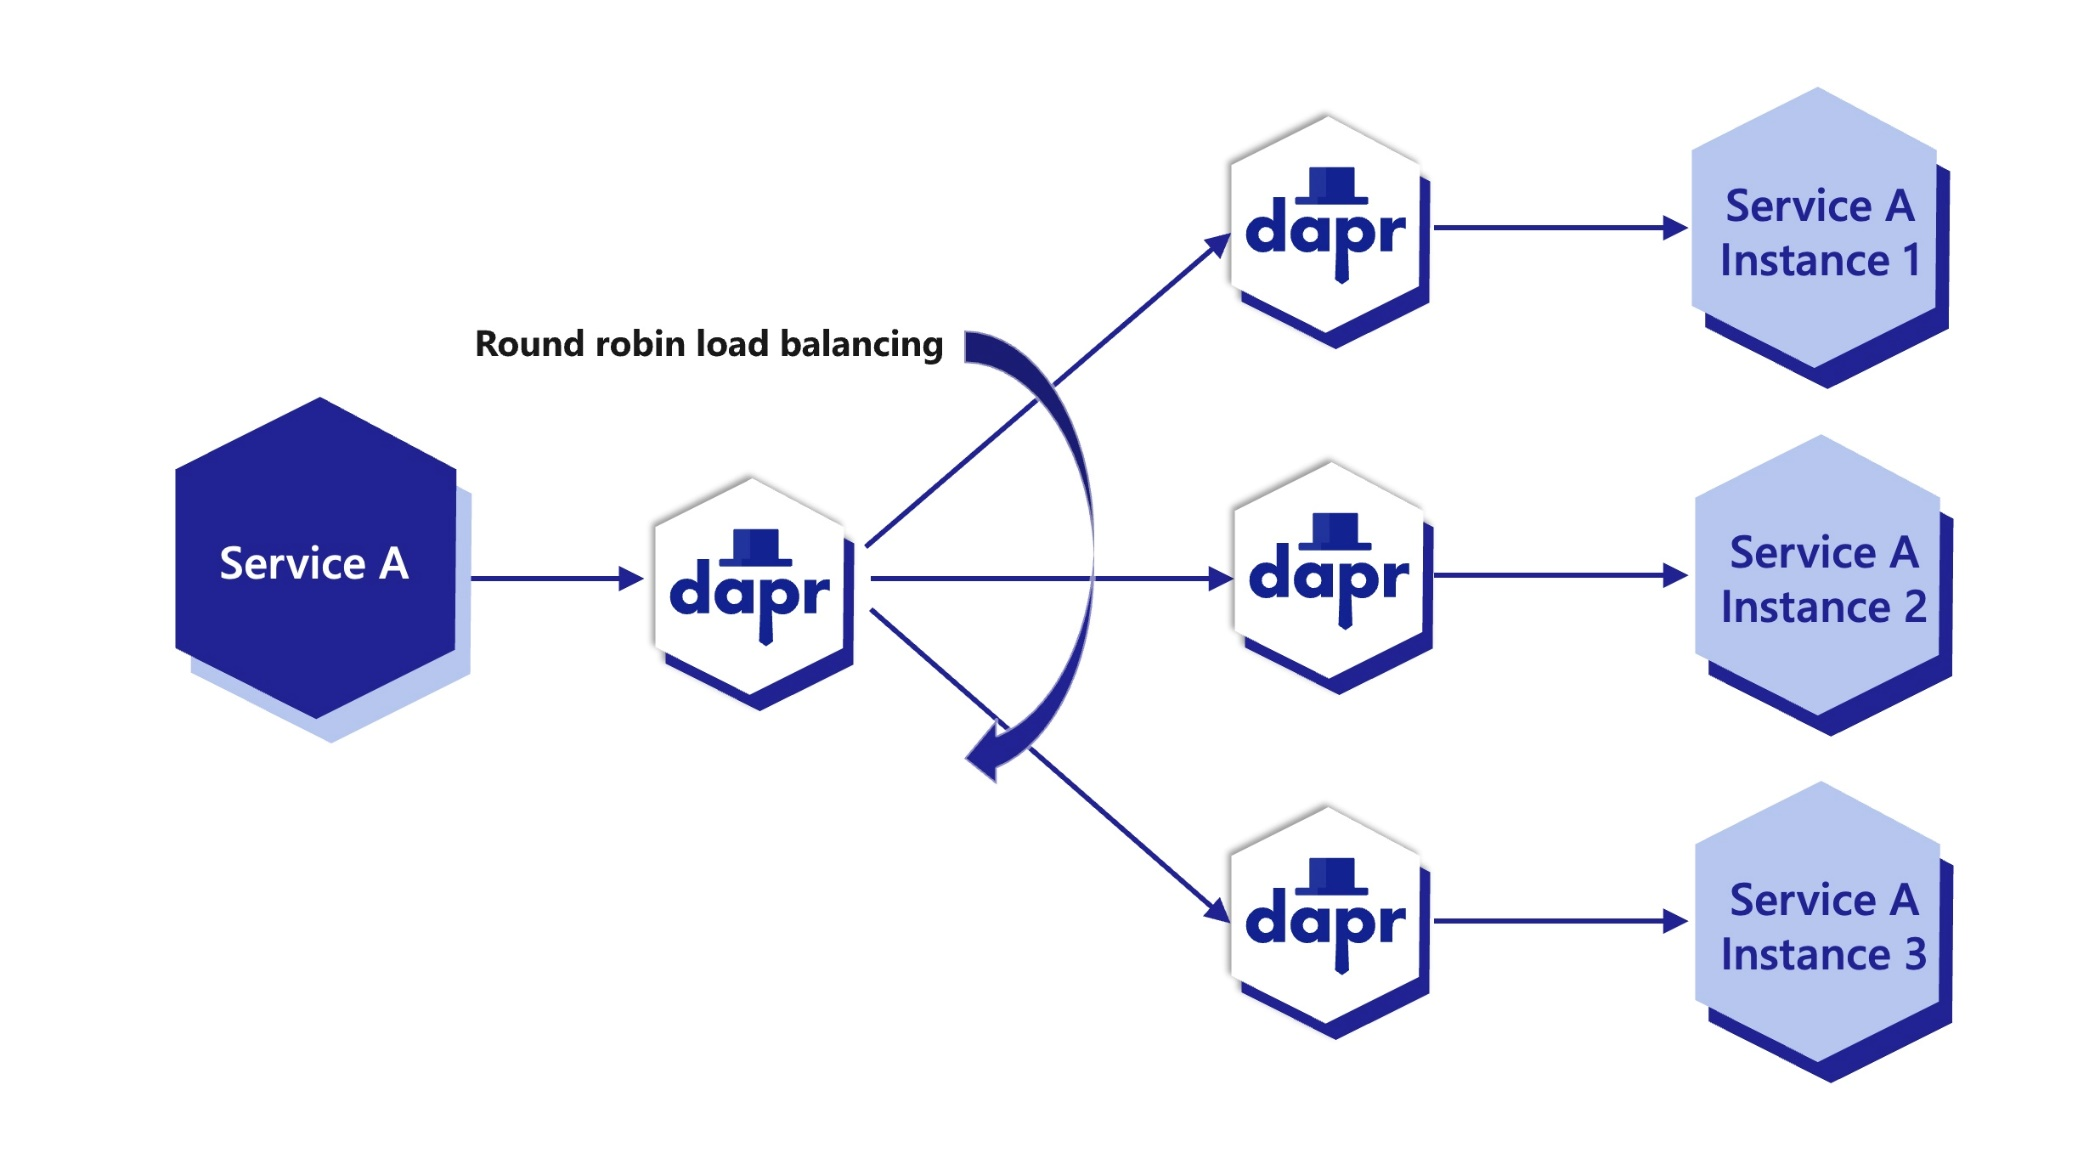 dapr
Service A
Instance 1
Round robin load balancing
Service A
dapr
dapr
Service A
Instance 2
dapr
Service A
Instance 3